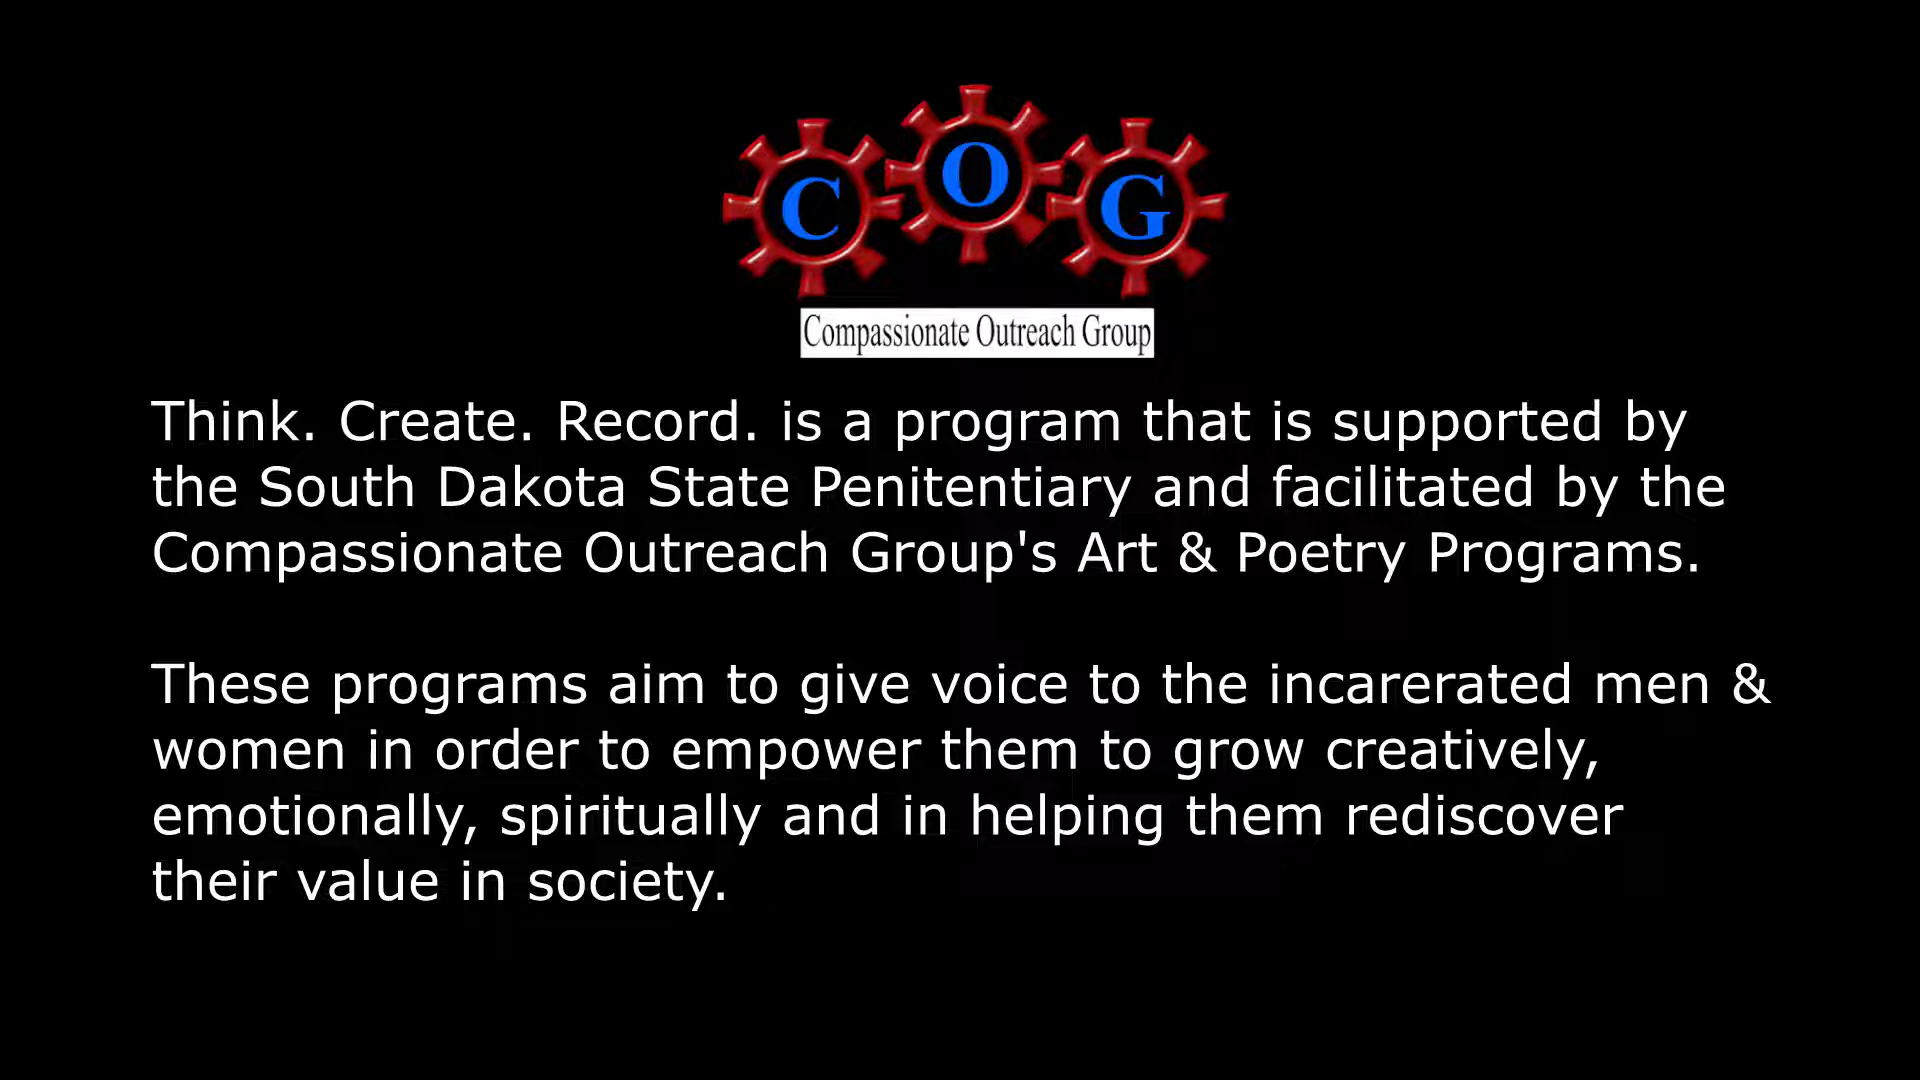 C O G
Compassionate Outreach Group
Think. Create. Record. is a program that is supported by
the South Dakota State Penitentiary and facilitated by the
Compassionate Outreach Group's Art & Poetry Programs.
These programs aim to give voice to the incarerated men &
women in order to empower them to grow creatively,
emotionally, spiritually and in helping them rediscover
their value in society.